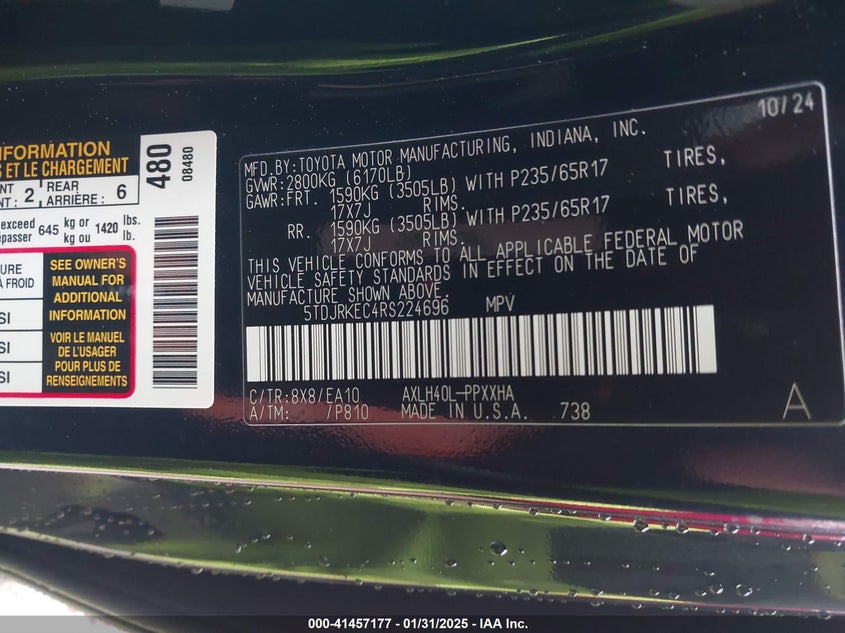 NFORMATION
S ET LE CHARGEMENT
NT 2 REAR ARRIÈRE: 6
exceed 645 kg or 1420 lbs.
epasser kg ou lb.
SURE
À FROID
SI
SI
SI
SEE OWNER'S
MANUAL FOR
ADDITIONAL
INFORMATION
VOIR LE MANUEL
DE L'USAGER
POUR PLUS DE
RENSEIGNEMENTS
480
08480
10/24
MFD.BY:TOYOTA MOTOR MANUFACTURING, INDIANA, INC.
GVWR:2800KG (6170LB)
GAWR:FRT. 1590KG (3505LB) WITH P235/65R17 TIRES,
17X7J RIMS.
RR. 1590KG (3505LB) WITH P235/65R17 TIRES,
17X7J RIMS.
THIS VEHICLE CONFORMS TO ALL APPLICABLE FEDERAL MOTOR
VEHICLE SAFETY STANDARDS IN EFFECT ON THE DATE OF
MANUFACTURE SHOWN ABOVE.
5TDJRKEC4RS224696 MPV
C/TR:8X8/EA10 AXLH40L-PPXXHA
A/TM: /P810 MADE IN U.S.A. 738
A
000-41457177 — 01/31/2025 - IAA Inc.